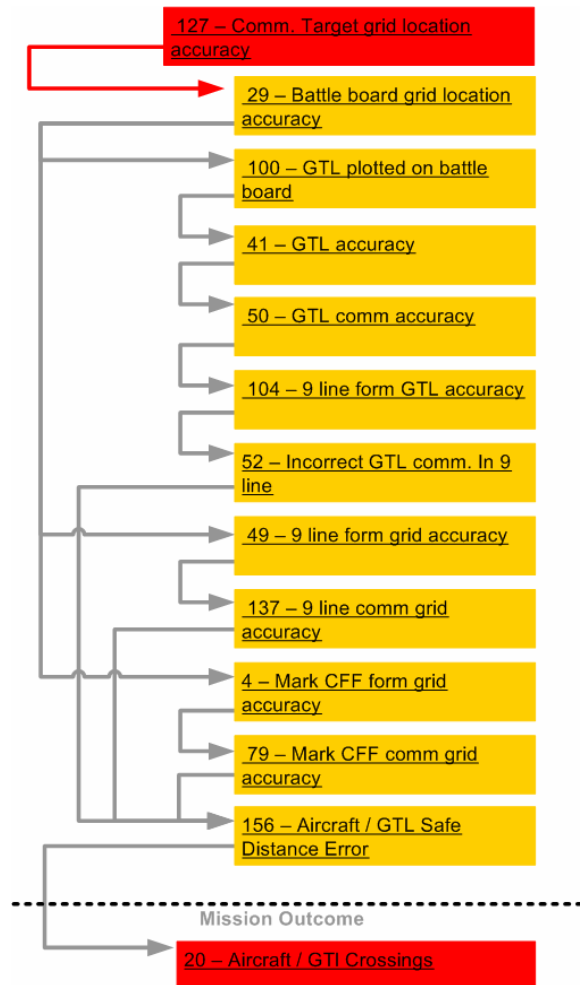 127 – Comm. Target grid location
accuracy
29 – Battle board grid location
accuracy
100 – GTL plotted on battle
board
41 – GTL accuracy
50 – GTL comm accuracy
104 – 9 line form GTL accuracy
52 – Incorrect GTL comm. In 9
line
49 – 9 line form grid accuracy
137 – 9 line comm grid
accuracy
4 – Mark CFF form grid
accuracy
79 – Mark CFF comm grid
accuracy
156 – Aircraft / GTL Safe
Distance Error
Mission Outcome
20 – Aircraft / GTI Crossings